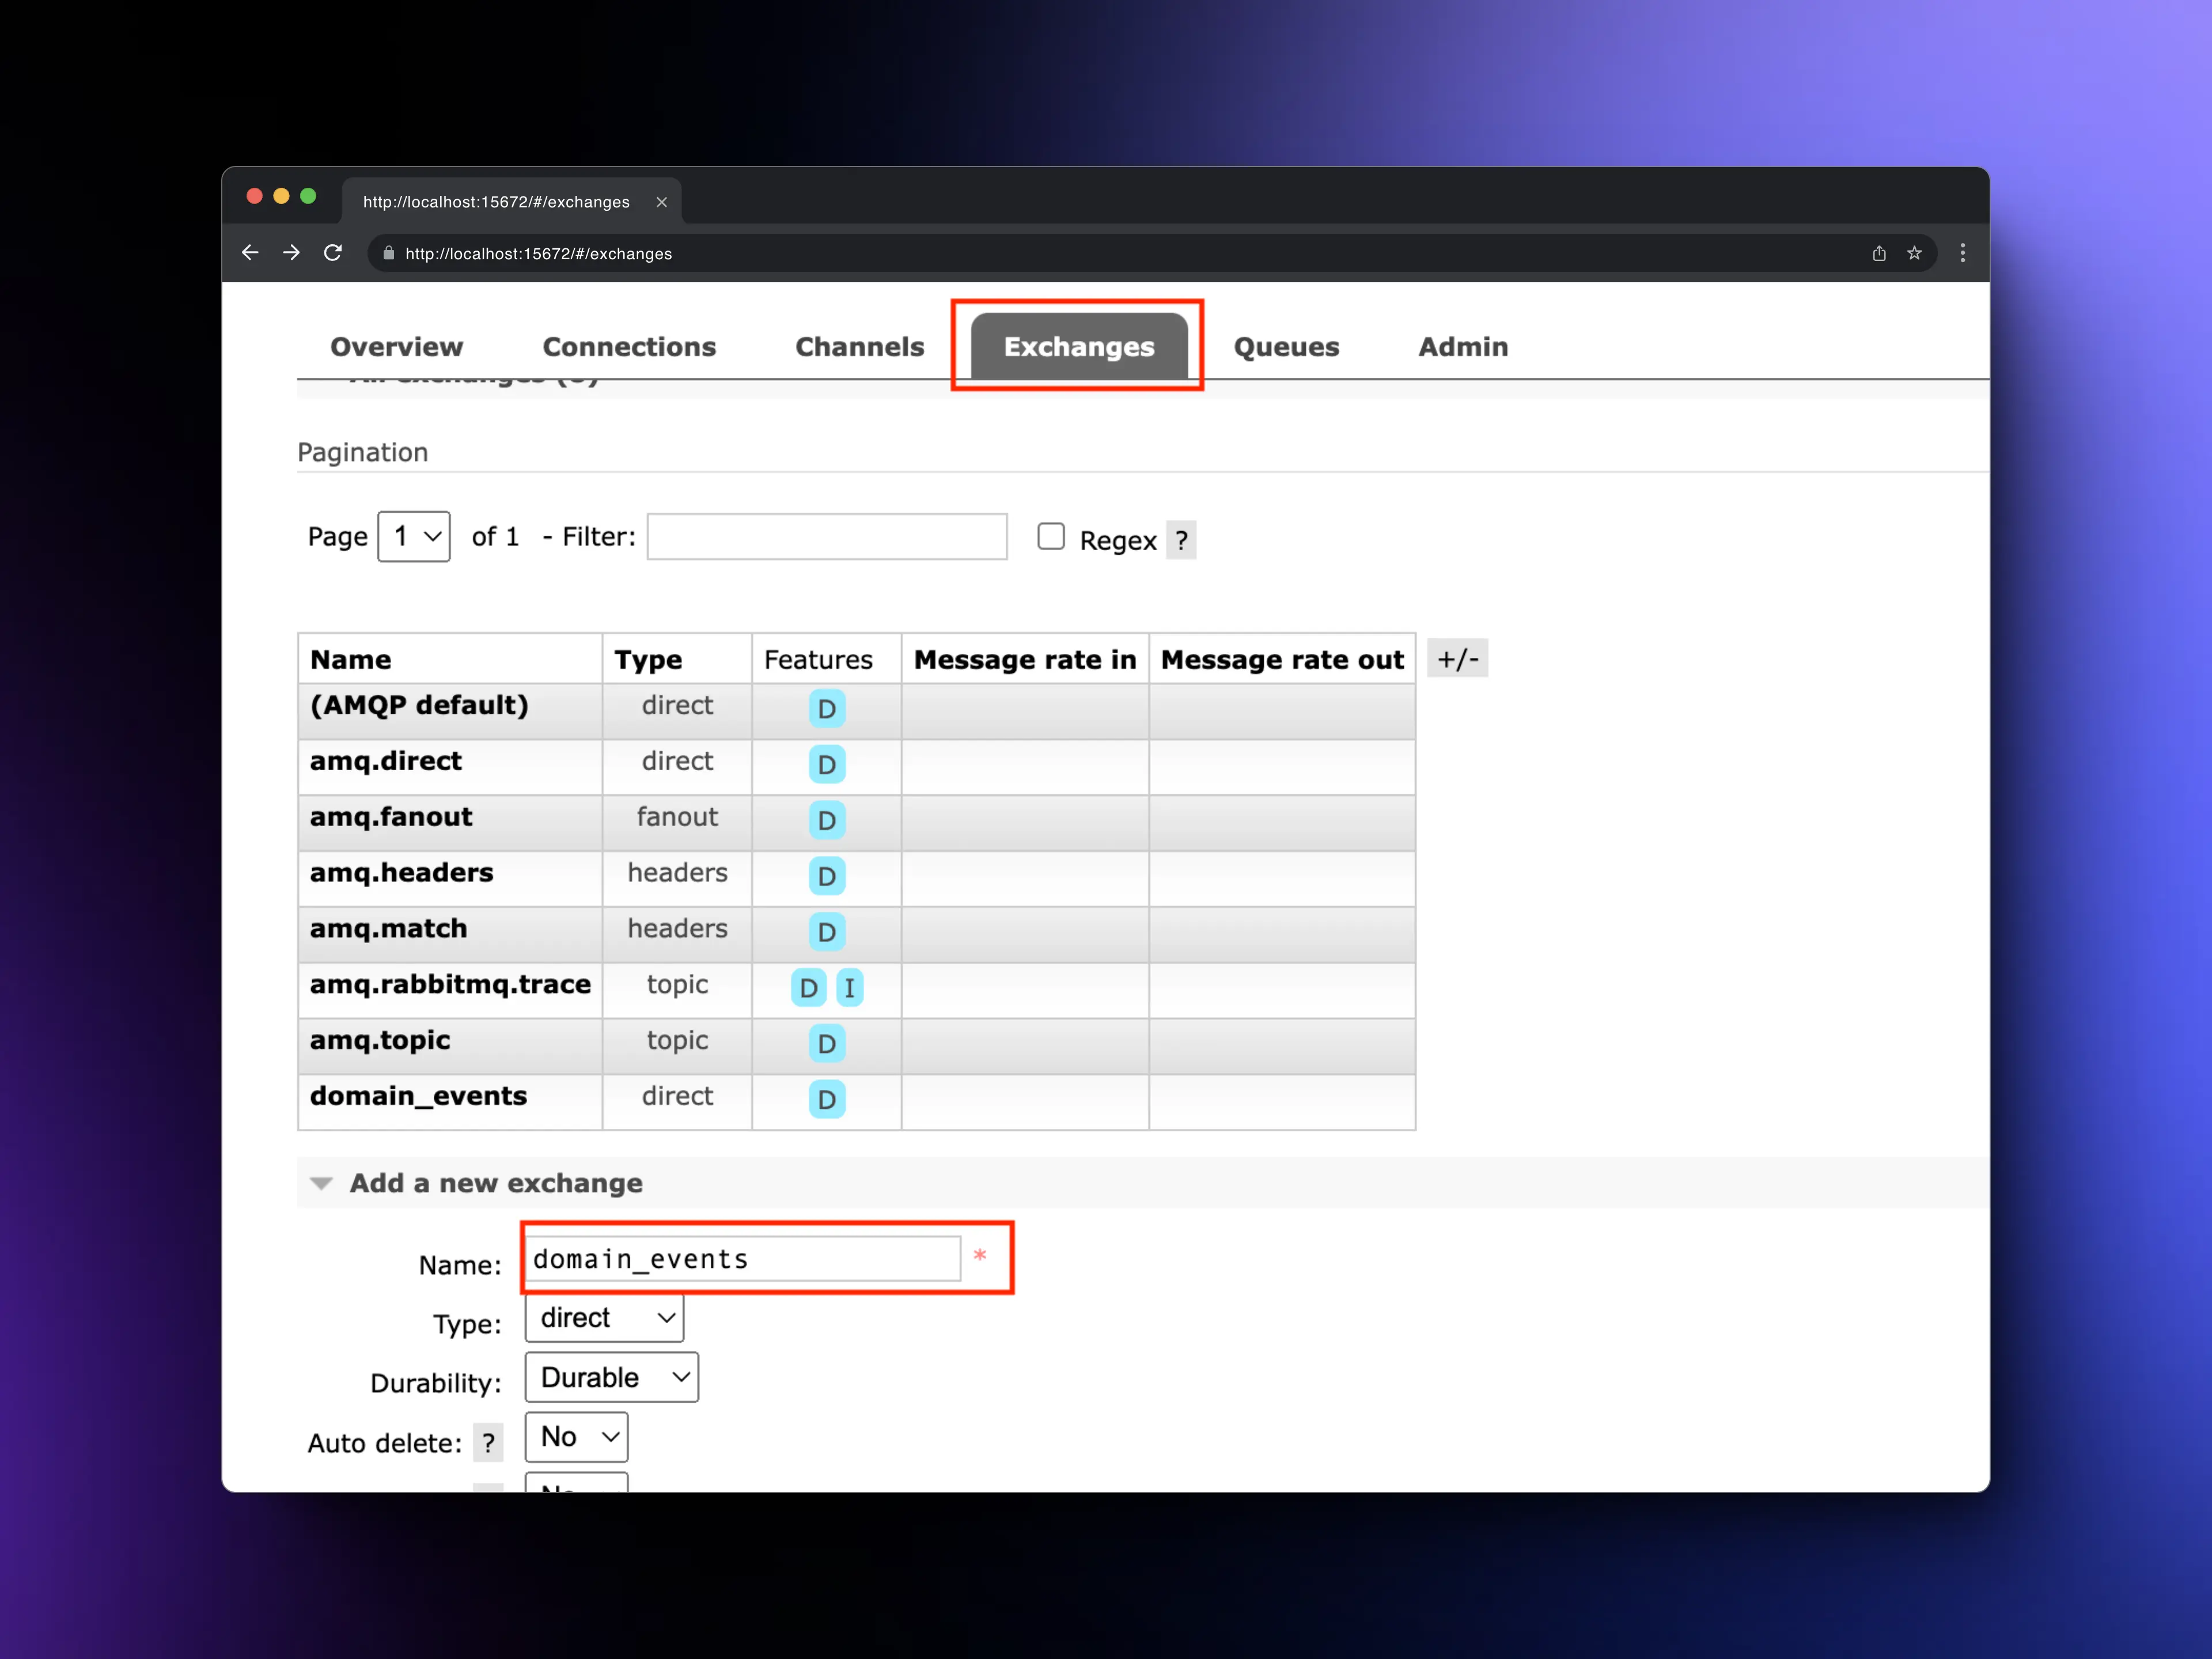 http://localhost:15672/#/exchanges
http://localhost:15672/#/exchanges
Overview Connections Channels Exchanges Queues Admin
Pagination
Page 1 of 1 - Filter: Regex ?
Name Type Features Message rate in Message rate out +/-
(AMQP default) direct D
amq.direct direct D
amq.fanout fanout D
amq.headers headers D
amq.match headers D
amq.rabbitmq.trace topic D I
amq.topic topic D
domain_events direct D
Add a new exchange
Name: domain_events *
Type: direct
Durability: Durable
Auto delete: ? No